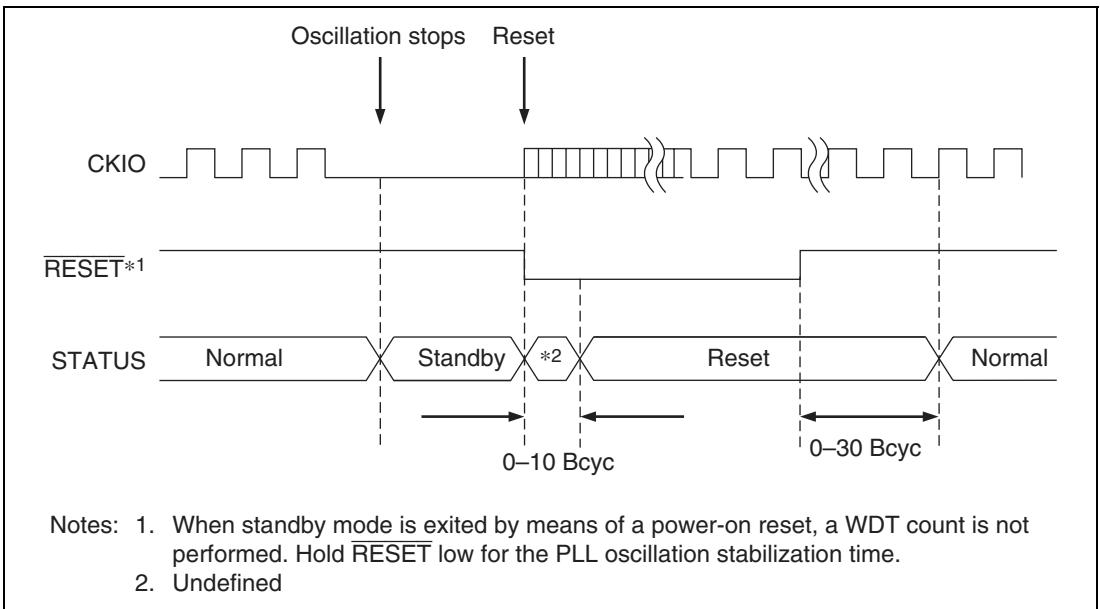 Oscillation stops Reset
CKIO
RESET*1
STATUS Normal Standby *2 Reset Normal
0–10 Bcyc 0–30 Bcyc
Notes: 1. When standby mode is exited by means of a power-on reset, a WDT count is not
performed. Hold RESET low for the PLL oscillation stabilization time.
2. Undefined